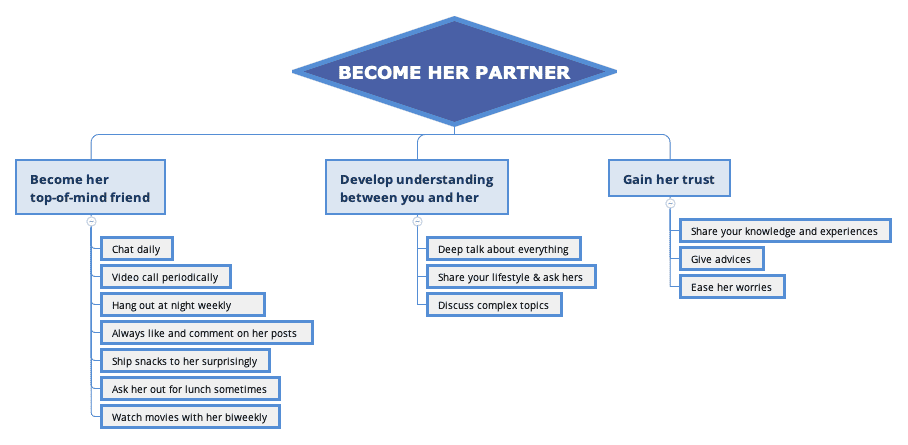 BECOME HER PARTNER
Become her
top-of-mind friend
Chat daily
Video call periodically
Hang out at night weekly
Always like and comment on her posts
Ship snacks to her surprisingly
Ask her out for lunch sometimes
Watch movies with her biweekly
Develop understanding
between you and her
Deep talk about everything
Share your lifestyle & ask hers
Discuss complex topics
Gain her trust
Share your knowledge and experiences
Give advices
Ease her worries